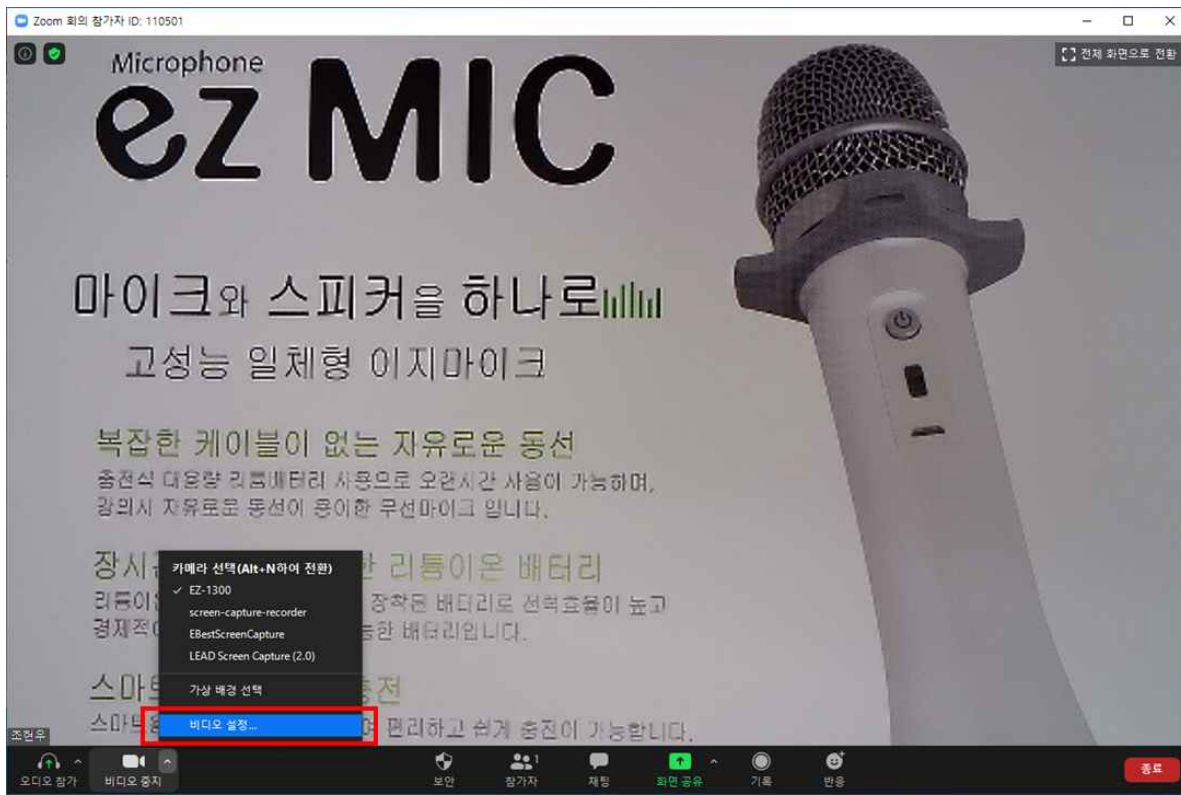 Zoom 회의 참가자 ID: 110501
전체 화면으로 전환
Microphone
ez MIC
마이크와 스피커을 하나로
고성능 일체형 이지마이크
복잡한 케이블이 없는 자유로운 동선
충전식 대용량 리튬배터리 사용으로 오랜시간 사용이 가능하며,
강의시 자유로운 동선이 용이한 무선마이크 입니다.
장시 리튬이온 배터리
리튬이 장착된 배터리로 선력효율이 높고
경제적 배터리입니다.
스마트
편리하고 쉽게 충전이 가능합니다.
카메라 선택(Alt+N하여 전환)
EZ-1300
screen-capture-recorder
EBestScreenCapture
LEAD Screen Capture (2.0)
가상 배경 선택
비디오 설정...
조현우
오디오 참가
비디오 중지
보안
1
참가자
채팅
화면 공유
기록
반응
종료